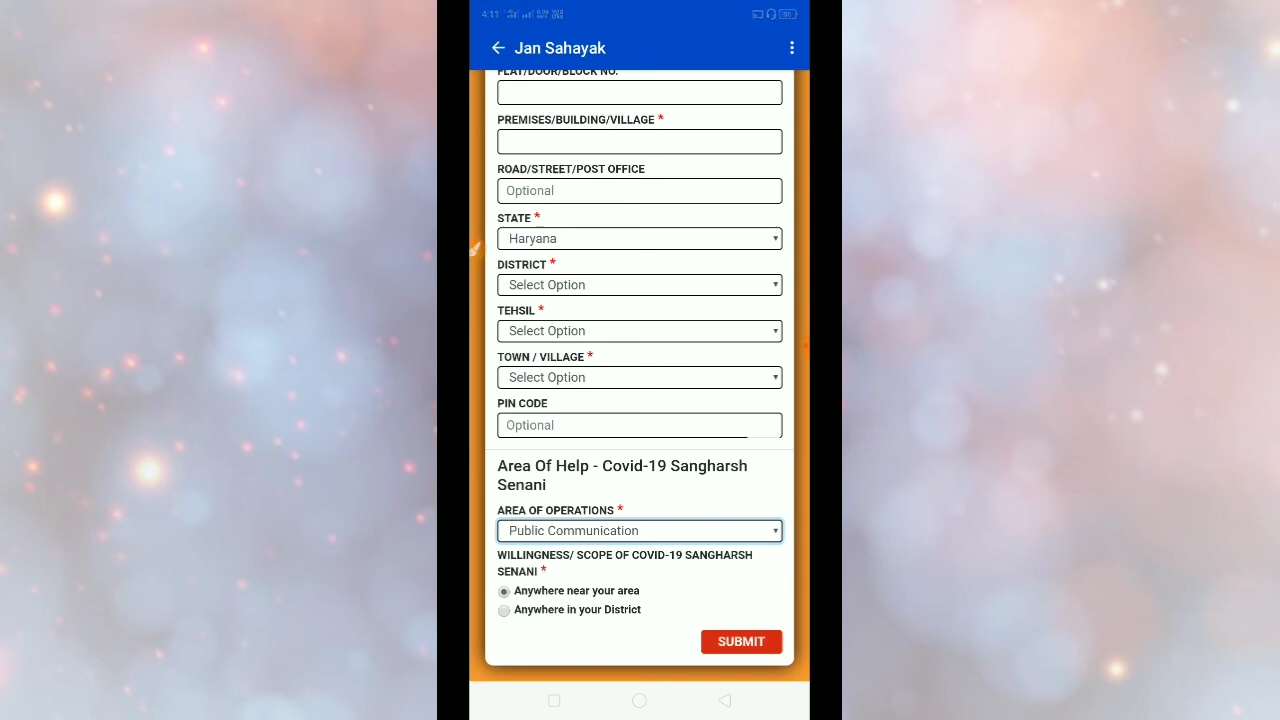 4:11
Jan Sahayak
FLAT/DOOR/BLOCK NO.
PREMISES/BUILDING/VILLAGE *
ROAD/STREET/POST OFFICE
Optional
STATE *
Haryana
DISTRICT *
Select Option
TEHSIL *
Select Option
TOWN / VILLAGE *
Select Option
PIN CODE
Optional
Area Of Help - Covid-19 Sangharsh
Senani
AREA OF OPERATIONS *
Public Communication
WILLINGNESS/ SCOPE OF COVID-19 SANGHARSH
SENANI *
Anywhere near your area
Anywhere in your District
SUBMIT